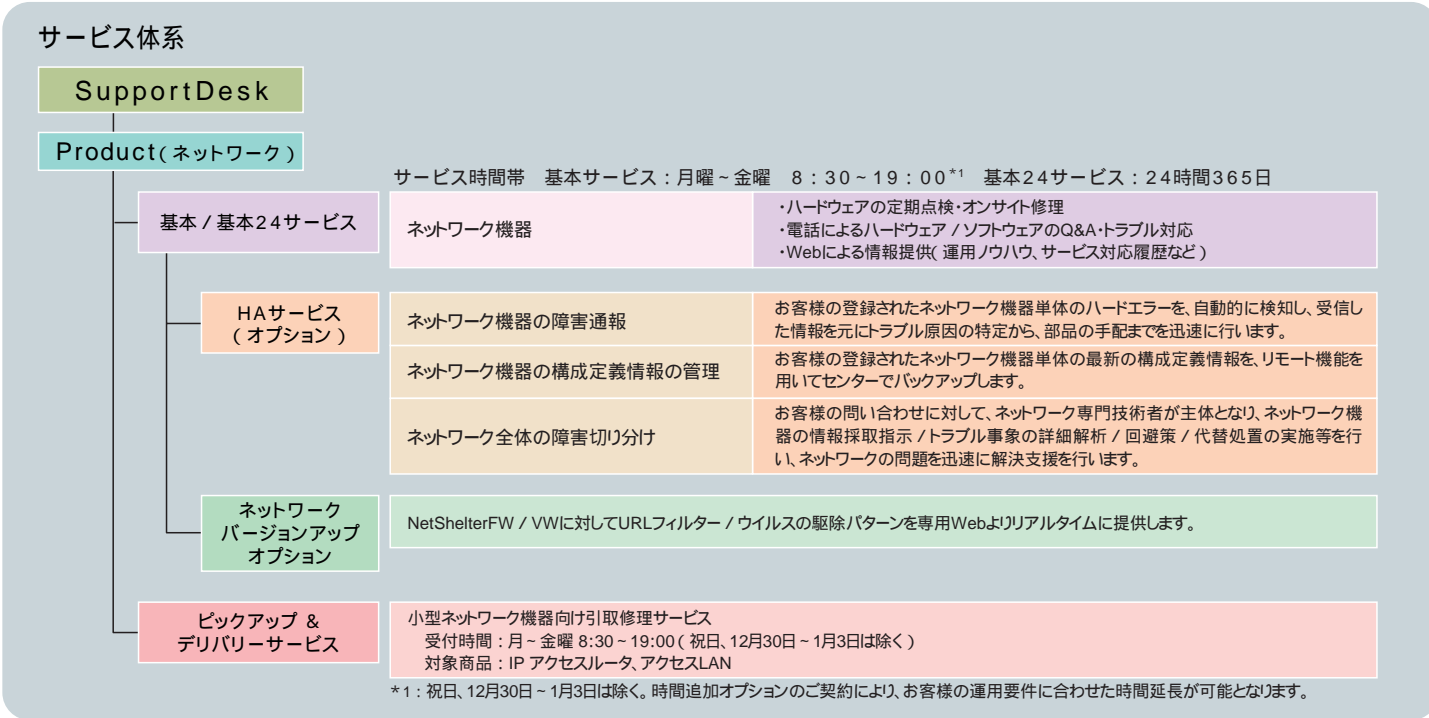 サービス体系
SupportDesk
Product(ネットワーク)
サービス時間帯 基本サービス:月曜~金曜 8:30~19:00*1 基本24サービス:24時間365日
基本/基本24サービス
ネットワーク機器
・ハードウェアの定期点検・オンサイト修理
・電話によるハードウェア/ソフトウェアのQ&A・トラブル対応
・Webによる情報提供(運用ノウハウ、サービス対応履歴など)
HAサービス
(オプション)
ネットワーク機器の障害通報
お客様の登録されたネットワーク機器単体のハードエラーを、自動的に検知し、受信し
た情報を元にトラブル原因の特定から、部品の手配までを迅速に行います。
ネットワーク機器の構成定義情報の管理
お客様の登録されたネットワーク機器単体の最新の構成定義情報を、リモート機能を
用いてセンターでバックアップします。
ネットワーク全体の障害切り分け
お客様の問い合わせに対して、ネットワーク専門技術者が主体となり、ネットワーク機
器の情報採取指示/トラブル事象の詳細解析/回避策/代替処置の実施等を行
い、ネットワークの問題を迅速に解決支援を行います。
ネットワーク
バージョンアップ
オプション
NetShelterFW/VWに対してURLフィルター/ウイルスの駆除パターンを専用Webよりリアルタイムに提供します。
ピックアップ &
デリバリーサービス
小型ネットワーク機器向け引取修理サービス
受付時間:月~金曜 8:30~19:00(祝日、12月30日~1月3日は除く)
対象商品:IP アクセスルータ、アクセスLAN
*1:祝日、12月30日~1月3日は除く。時間追加オプションのご契約により、お客様の運用要件に合わせた時間延長が可能となります。